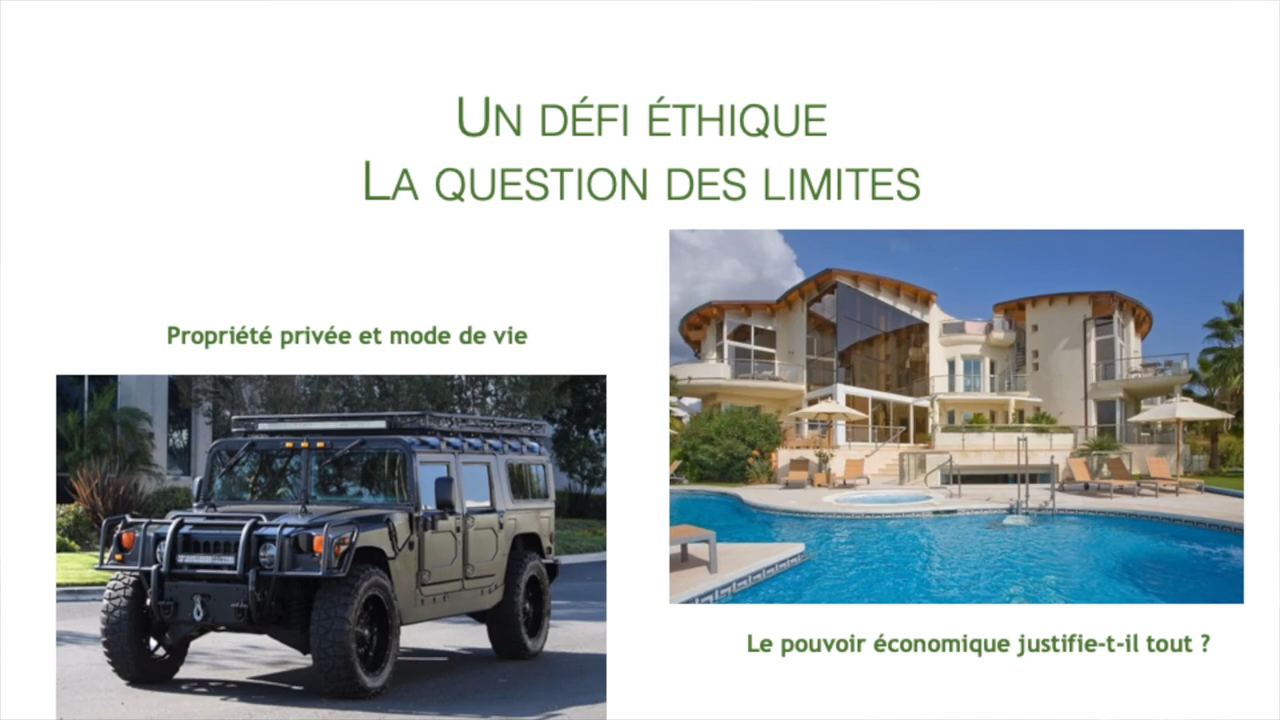 Un défi éthique
La question des limites
Propriété privée et mode de vie
Le pouvoir économique justifie-t-il tout ?